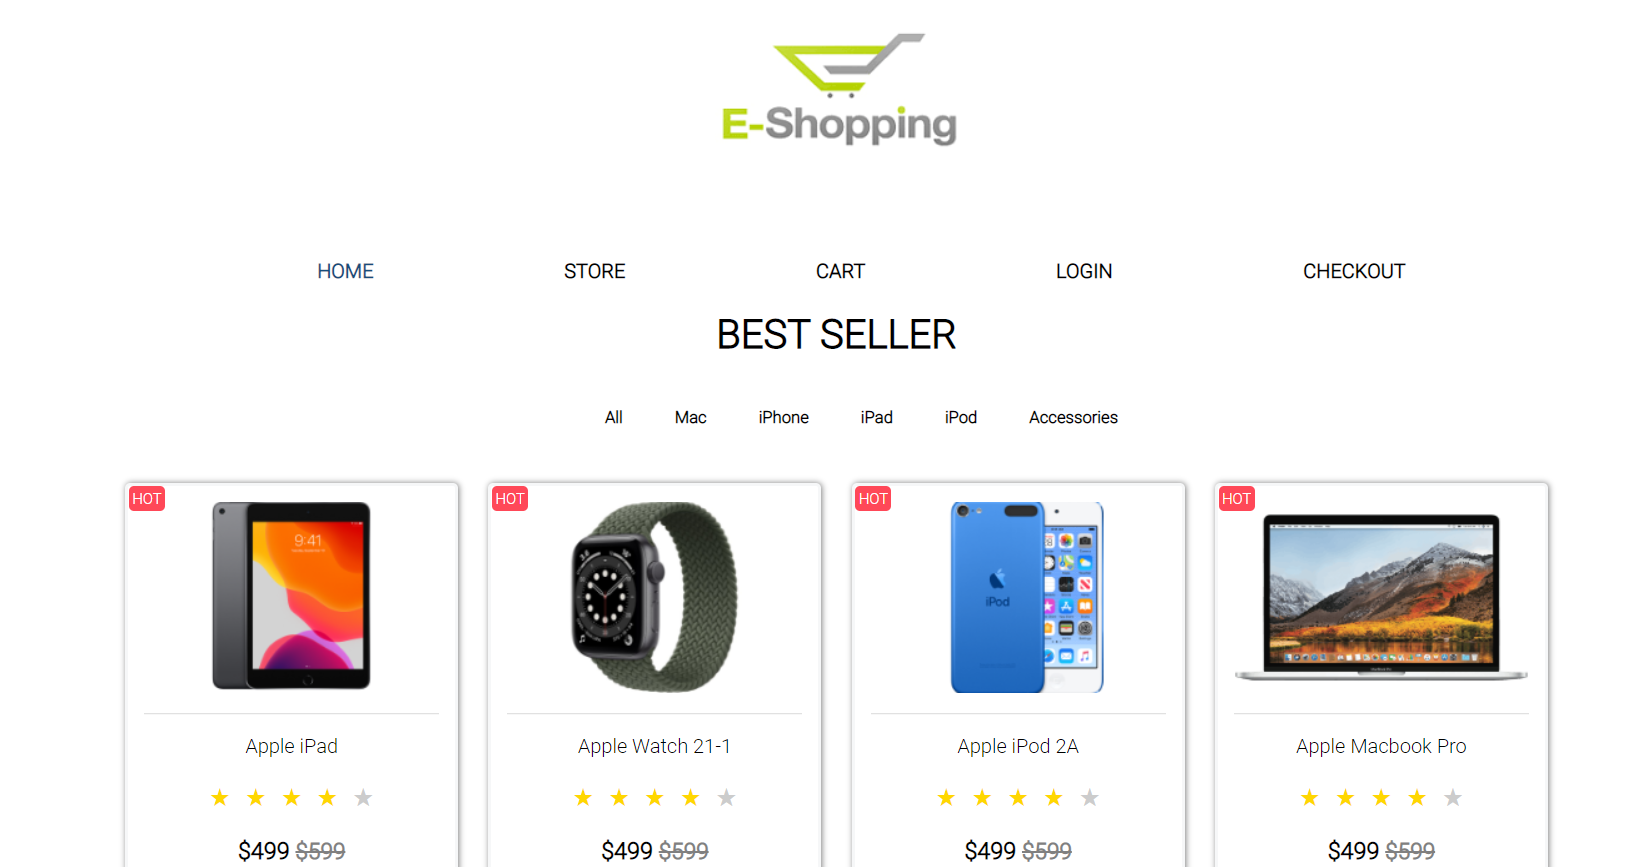 E-Shopping
HOME STORE CART LOGIN CHECKOUT
BEST SELLER
All Mac iPhone iPad iPod Accessories
HOT HOT HOT HOT
9:41
iPod
Apple iPad Apple Watch 21-1 Apple iPod 2A Apple Macbook Pro
$499 $599 $499 $599 $499 $599 $499 $599